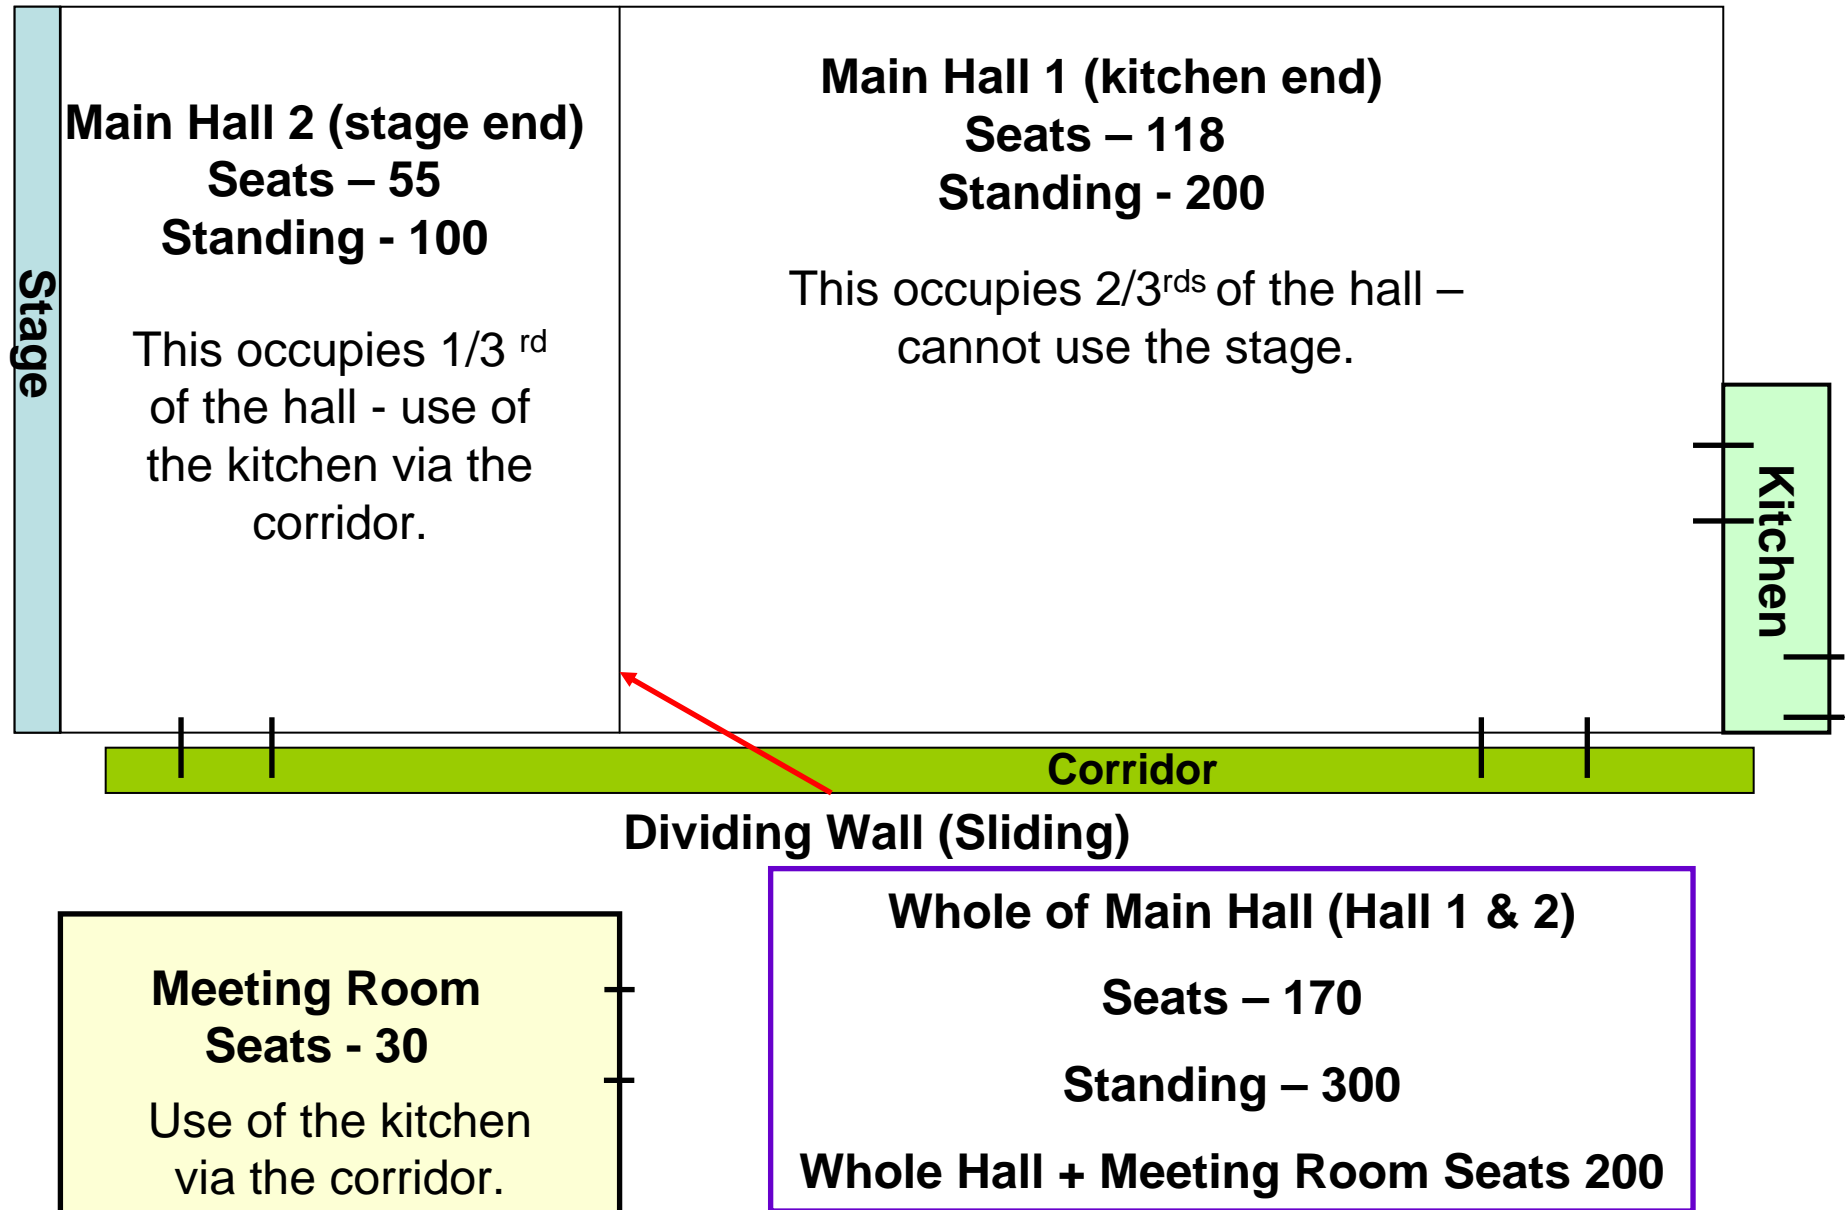 Stage
Main Hall 2 (stage end)
Seats – 55
Standing - 100
This occupies 1/3 rd
of the hall - use of
the kitchen via the
corridor.
Main Hall 1 (kitchen end)
Seats – 118
Standing - 200
This occupies 2/3rds of the hall –
cannot use the stage.
Kitchen
Corridor
Dividing Wall (Sliding)
Meeting Room
Seats - 30
Use of the kitchen
via the corridor.
Whole of Main Hall (Hall 1 & 2)
Seats – 170
Standing – 300
Whole Hall + Meeting Room Seats 200